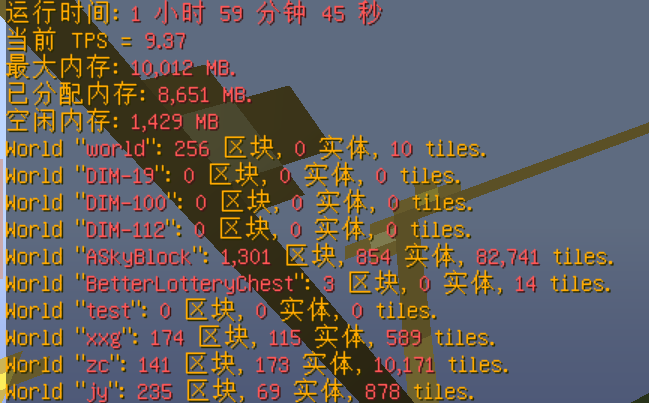 运行时间: 1 小时 59 分钟 45 秒
当前 TPS = 9.37
最大内存: 10,012 MB.
已分配内存: 8,651 MB.
空闲内存: 1,429 MB
World "world": 256 区块, 0 实体, 10 tiles.
World "DIM-19": 0 区块, 0 实体, 0 tiles.
World "DIM-100": 0 区块, 0 实体, 0 tiles.
World "DIM-112": 0 区块, 0 实体, 0 tiles.
World "ASkyBlock": 1,301 区块, 854 实体, 82,741 tiles.
World "BetterLotteryChest": 3 区块, 0 实体, 14 tiles.
World "test": 0 区块, 0 实体, 0 tiles.
World "xxg": 174 区块, 115 实体, 589 tiles.
World "zc": 141 区块, 173 实体, 10,171 tiles.
World "jy": 235 区块, 69 实体, 878 tiles.